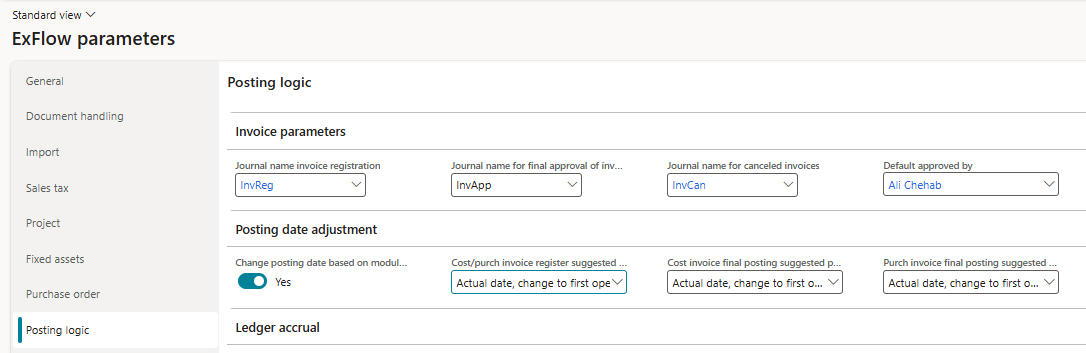 Standard view
ExFlow parameters
General
Document handling
Import
Sales tax
Project
Fixed assets
Purchase order
Posting logic
Posting logic
Invoice parameters
Journal name invoice registration
Journal name for final approval of inv...
Journal name for canceled invoices
Default approved by
InvReg
InvApp
InvCan
Ali Chehab
Posting date adjustment
Change posting date based on modul...
Cost/purch invoice register suggested ...
Cost invoice final posting suggested p...
Purch invoice final posting suggested ...
Yes
Actual date, change to first ope
Actual date, change to first o...
Actual date, change to first o...
Ledger accrual